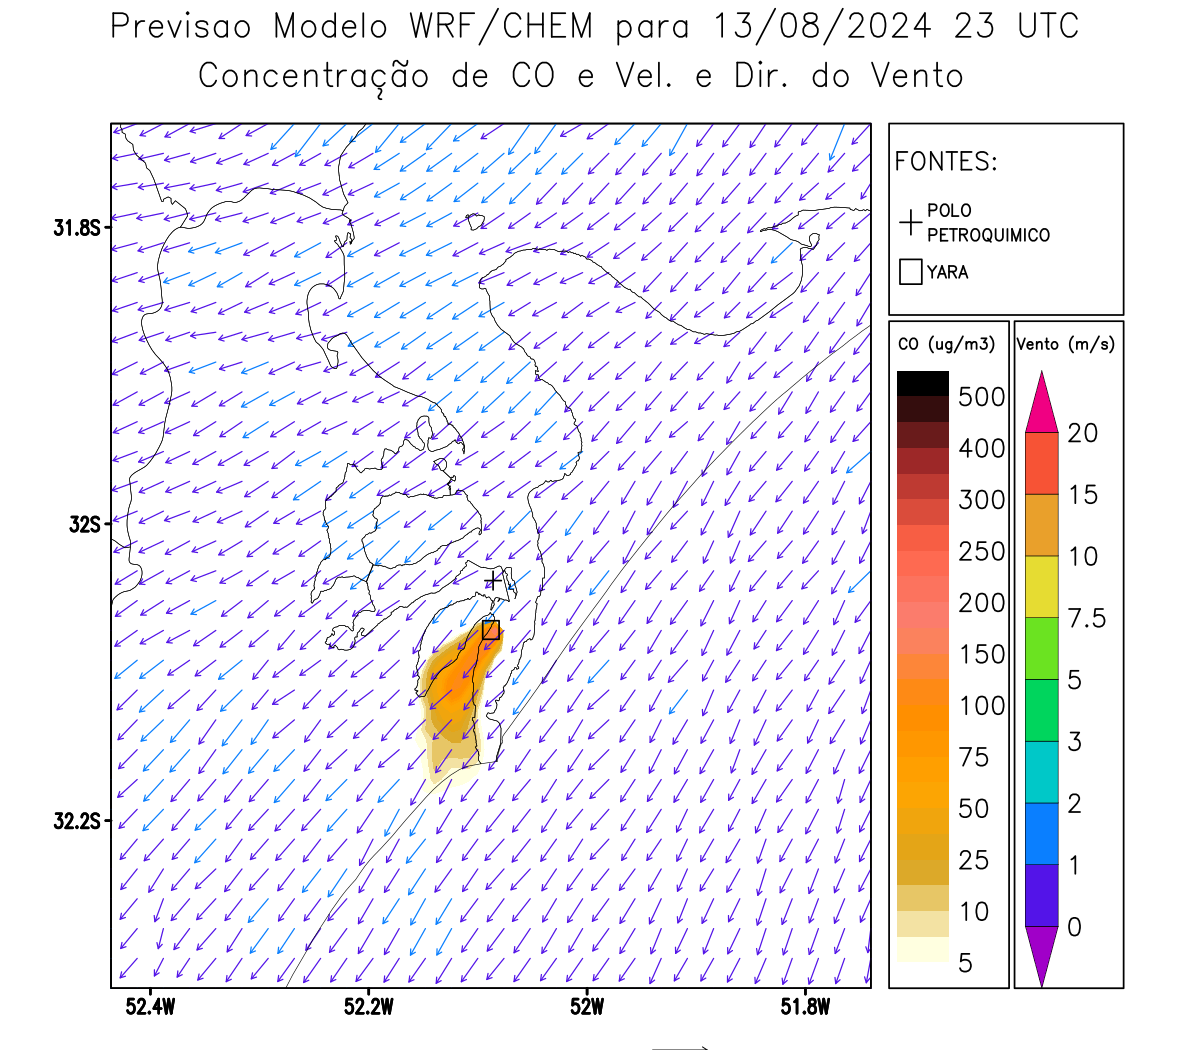 Previsao Modelo WRF/CHEM para 13/08/2024 23 UTC
Concentração de CO e Vel. e Dir. do Vento
FONTES:
POLO
PETROQUIMICO
YARA
CO (ug/m3)
500
400
300
250
200
150
100
75
50
25
10
5
Vento (m/s)
20
15
10
7.5
5
3
2
1
0
31.8S
32S
32.2S
52.4W
52.2W
52W
51.8W